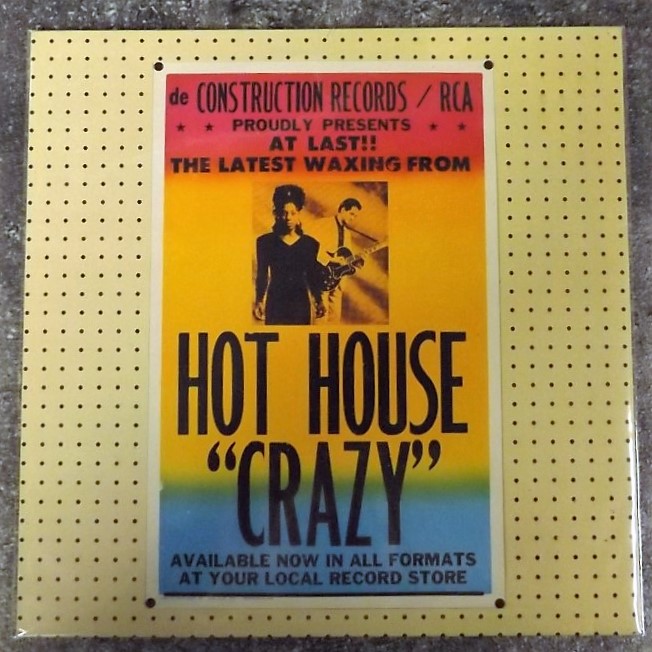 de CONSTRUCTION RECORDS / RCA
★ ★ PROUDLY PRESENTS ★ ★
AT LAST!!
THE LATEST WAXING FROM
HOT HOUSE
“CRAZY”
AVAILABLE NOW IN ALL FORMATS
AT YOUR LOCAL RECORD STORE